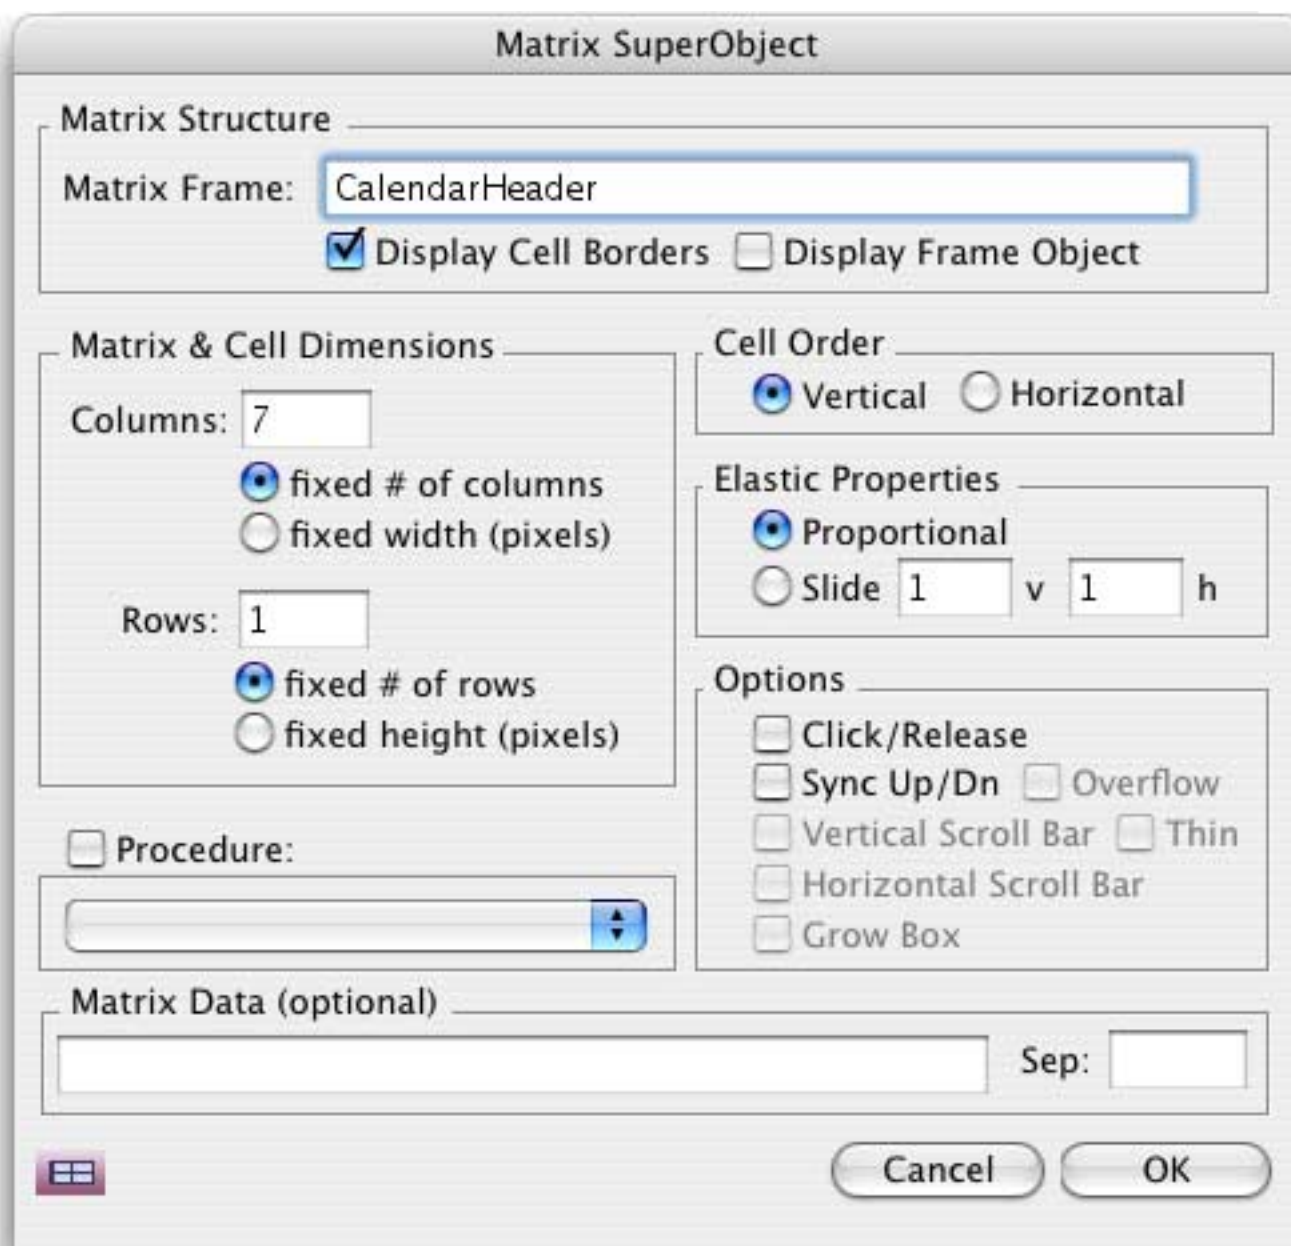 Matrix SuperObject
Matrix Structure
Matrix Frame: CalendarHeader
Display Cell Borders Display Frame Object
Matrix & Cell Dimensions
Columns: 7
fixed # of columns
fixed width (pixels)
Rows: 1
fixed # of rows
fixed height (pixels)
Cell Order
Vertical Horizontal
Elastic Properties
Proportional
Slide 1 v 1 h
Options
Click/Release
Sync Up/Dn Overflow
Vertical Scroll Bar Thin
Horizontal Scroll Bar
Grow Box
Procedure:
Matrix Data (optional)
Sep:
Cancel OK